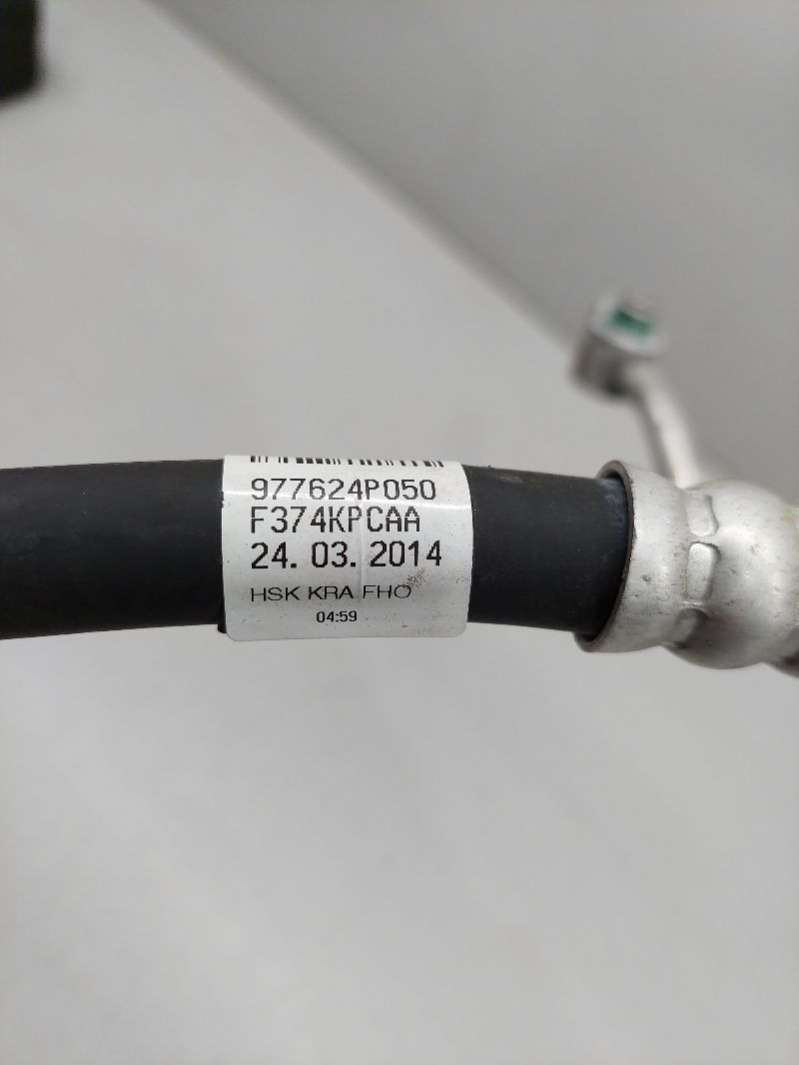 977624P050
F374KPCAA
24. 03. 2014
HSK KRA FHO
04:59